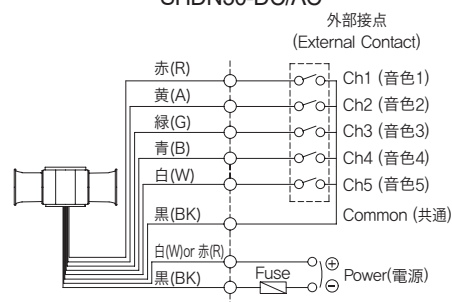 SHDN50-DC/AC
外部接点
(External Contact)
赤(R)
Ch1 (音色1)
黄(A)
Ch2 (音色2)
緑(G)
Ch3 (音色3)
青(B)
Ch4 (音色4)
白(W)
Ch5 (音色5)
黒(BK)
Common (共通)
白(W)or 赤(R)
⊕
Fuse
Power(電源)
黒(BK)
⊖